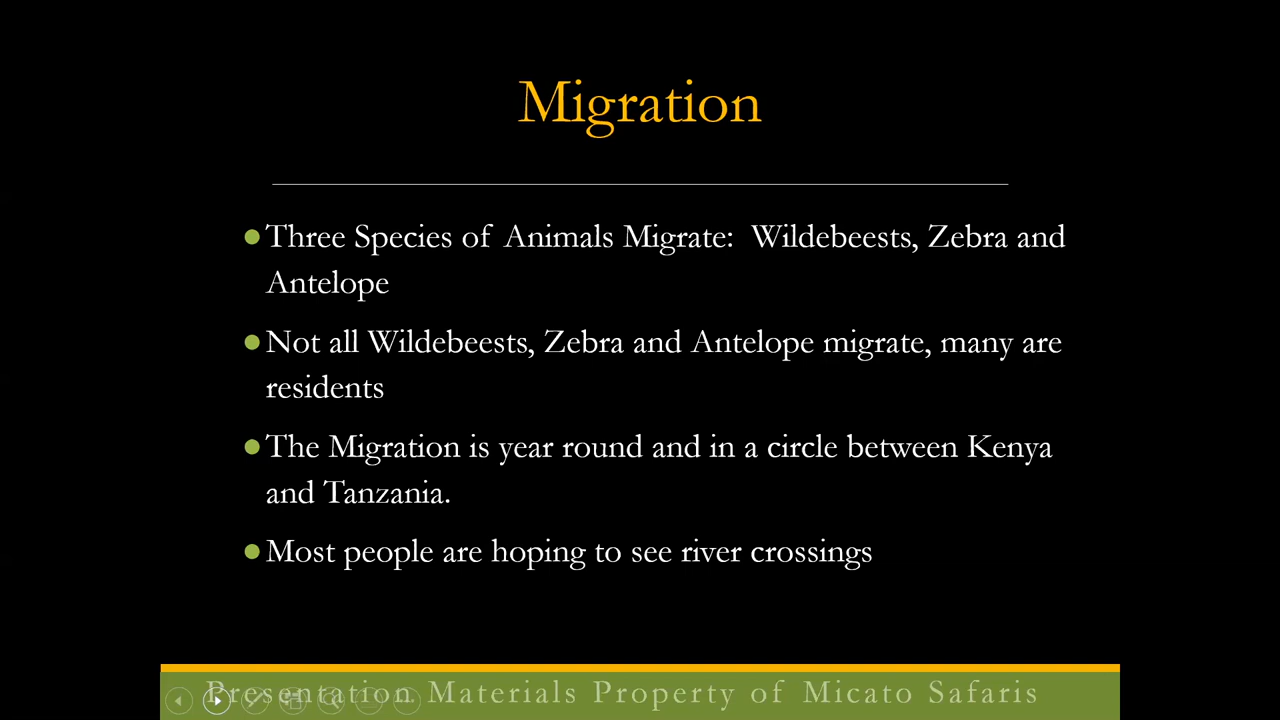 Migration
●Three Species of Animals Migrate:  Wildebeests, Zebra and
Antelope
●Not all Wildebeests, Zebra and Antelope migrate, many are
residents
●The Migration is year round and in a circle between Kenya
and Tanzania.
●Most people are hoping to see river crossings
Presentation Materials Property of Micato Safaris